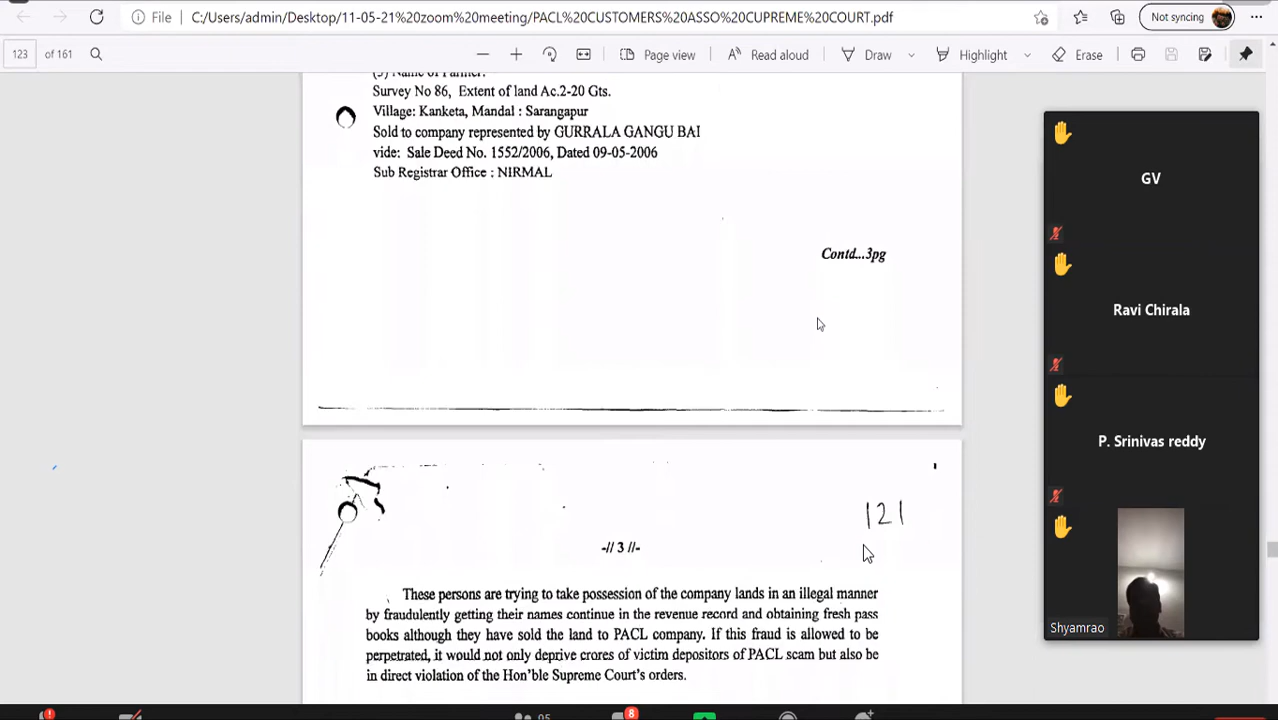 File
C:/Users/admin/Desktop/11-05-21%20zoom%20meeting/PACL%20CUSTOMERS%20ASSO%20CUPREME%20COURT.pdf
Not syncing
123 of 161
Page view
Read aloud
Draw
Highlight
Erase
(3) Name of Farmer:
Survey No 86, Extent of land Ac.2-20 Gts.
Village: Kanketa, Mandal : Sarangapur
Sold to company represented by GURRALA GANGU BAI
vide: Sale Deed No. 1552/2006, Dated 09-05-2006
Sub Registrar Office : NIRMAL
Contd...3pg
121
-// 3 //-
These persons are trying to take possession of the company lands in an illegal manner
by fraudulently getting their names continue in the revenue record and obtaining fresh pass
books although they have sold the land to PACL company. If this fraud is allowed to be
perpetrated, it would not only deprive crores of victim depositors of PACL scam but also be
in direct violation of the Hon'ble Supreme Court's orders.
GV
Ravi Chirala
P. Srinivas reddy
Shyamrao
95
8